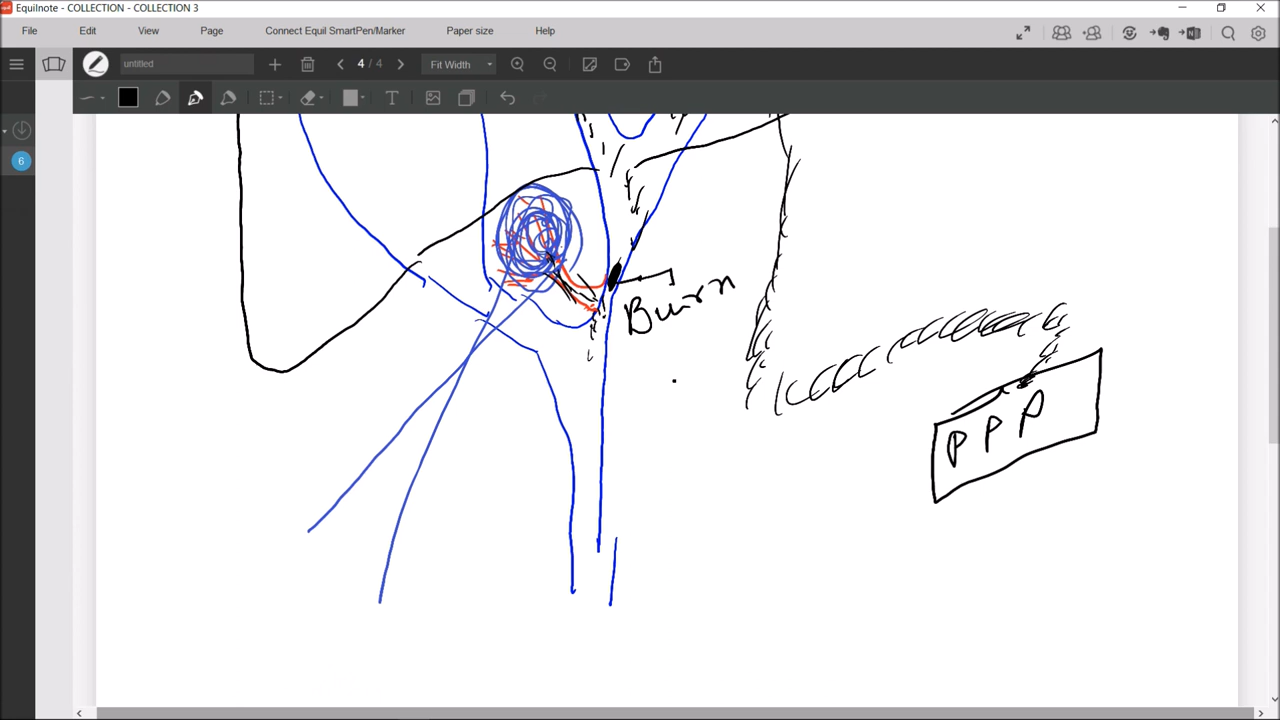 Equilnote - COLLECTION - COLLECTION 3
File Edit View Page Connect Equil SmartPen/Marker Paper size Help
untitled 4 / 4 Fit Width
6
Burn
P P P